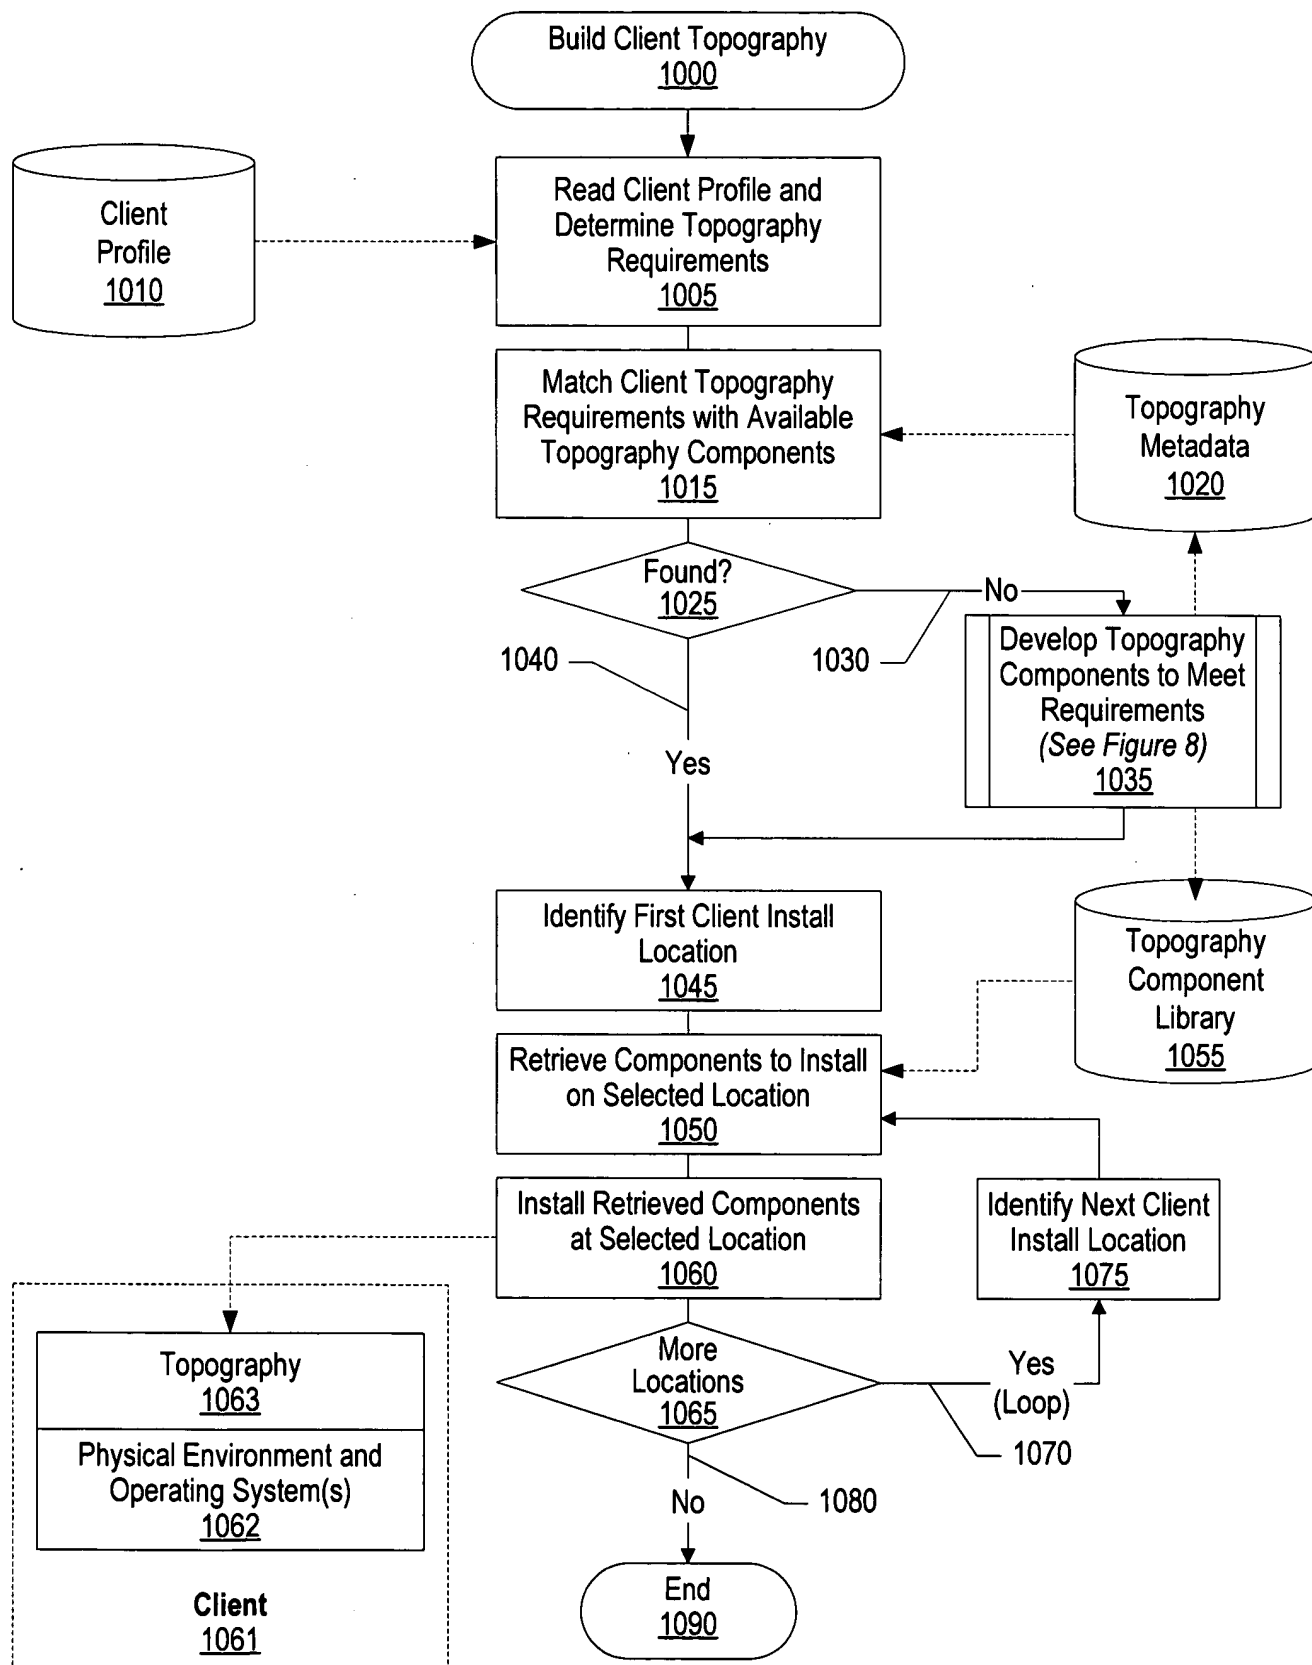 Build Client Topography
1000
Client
Profile
1010
Read Client Profile and
Determine Topography
Requirements
1005
Match Client Topography
Requirements with Available
Topography Components
1015
Topography
Metadata
1020
Found?
1025
No
1040
1030
Develop Topography
Components to Meet
Requirements
(See Figure 8)
1035
Yes
Identify First Client Install
Location
1045
Topography
Component
Library
1055
Retrieve Components to Install
on Selected Location
1050
Install Retrieved Components
at Selected Location
1060
Identify Next Client
Install Location
1075
Topography
1063
Physical Environment and
Operating System(s)
1062
Client
1061
More
Locations
1065
Yes
(Loop)
1070
1080
No
End
1090